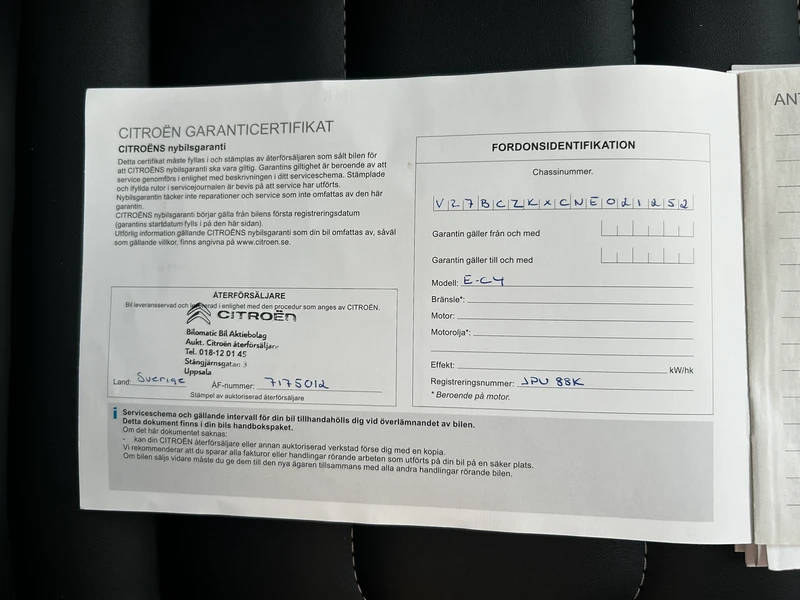 CITROËN GARANTICERTIFIKAT
CITROËNS nybilsgaranti
Detta certifikat måste fyllas i och stämplas av återförsäljaren som sålt bilen för
att CITROËNS nybilsgaranti ska vara giltig. Garantins giltighet är beroende av att
service genomförs i enlighet med beskrivningen i ditt serviceschema. Stämplade
och ifyllda rutor i servicejournalen är bevis på att service har utförts.
Nybilsgarantin täcker inte reparationer och service som inte omfattas av den här
garantin.
CITROËNS nybilsgaranti börjar gälla från bilens första registreringsdatum
(garantins startdatum fylls i på den här sidan).
Utförlig information gällande CITROËNS nybilsgaranti som din bil omfattas av, såväl
som gällande villkor, finns angivna på www.citroen.se.
ÅTERFÖRSÄLJARE
Bil leveransservad och levererad i enlighet med den procedur som anges av CITROËN.
CITROËN
Bilomatic Bil Aktiebolag
Aukt. Citroën återförsäljare
Tel. 018-12 01 45
Stångjärnsgatan 3
Uppsala
Land: Sverige ÅF-nummer: 717501d
Stämpel av auktoriserad återförsäljare
FORDONSIDENTIFIKATION
Chassinummer.
VR7BCZKXCNE021252
Garantin gäller från och med
Garantin gäller till och med
Modell: E-C4
Bränsle*:
Motor:
Motorolja*:
Effekt: kW/hk
Registreringsnummer: JPU 88K
* Beroende på motor.
i Serviceschema och gällande intervall för din bil tillhandahölls dig vid överlämnandet av bilen.
Detta dokument finns i din bils handbokspaket.
Om det här dokumentet saknas:
- kan din CITROËN återförsäljare eller annan auktoriserad verkstad förse dig med en kopia.
Vi rekommenderar att du sparar alla fakturor eller handlingar rörande arbeten som utförts på din bil på en säker plats.
Om bilen säljs vidare måste du ge dem till den nya ägaren tillsammans med alla andra handlingar rörande bilen.
ANT